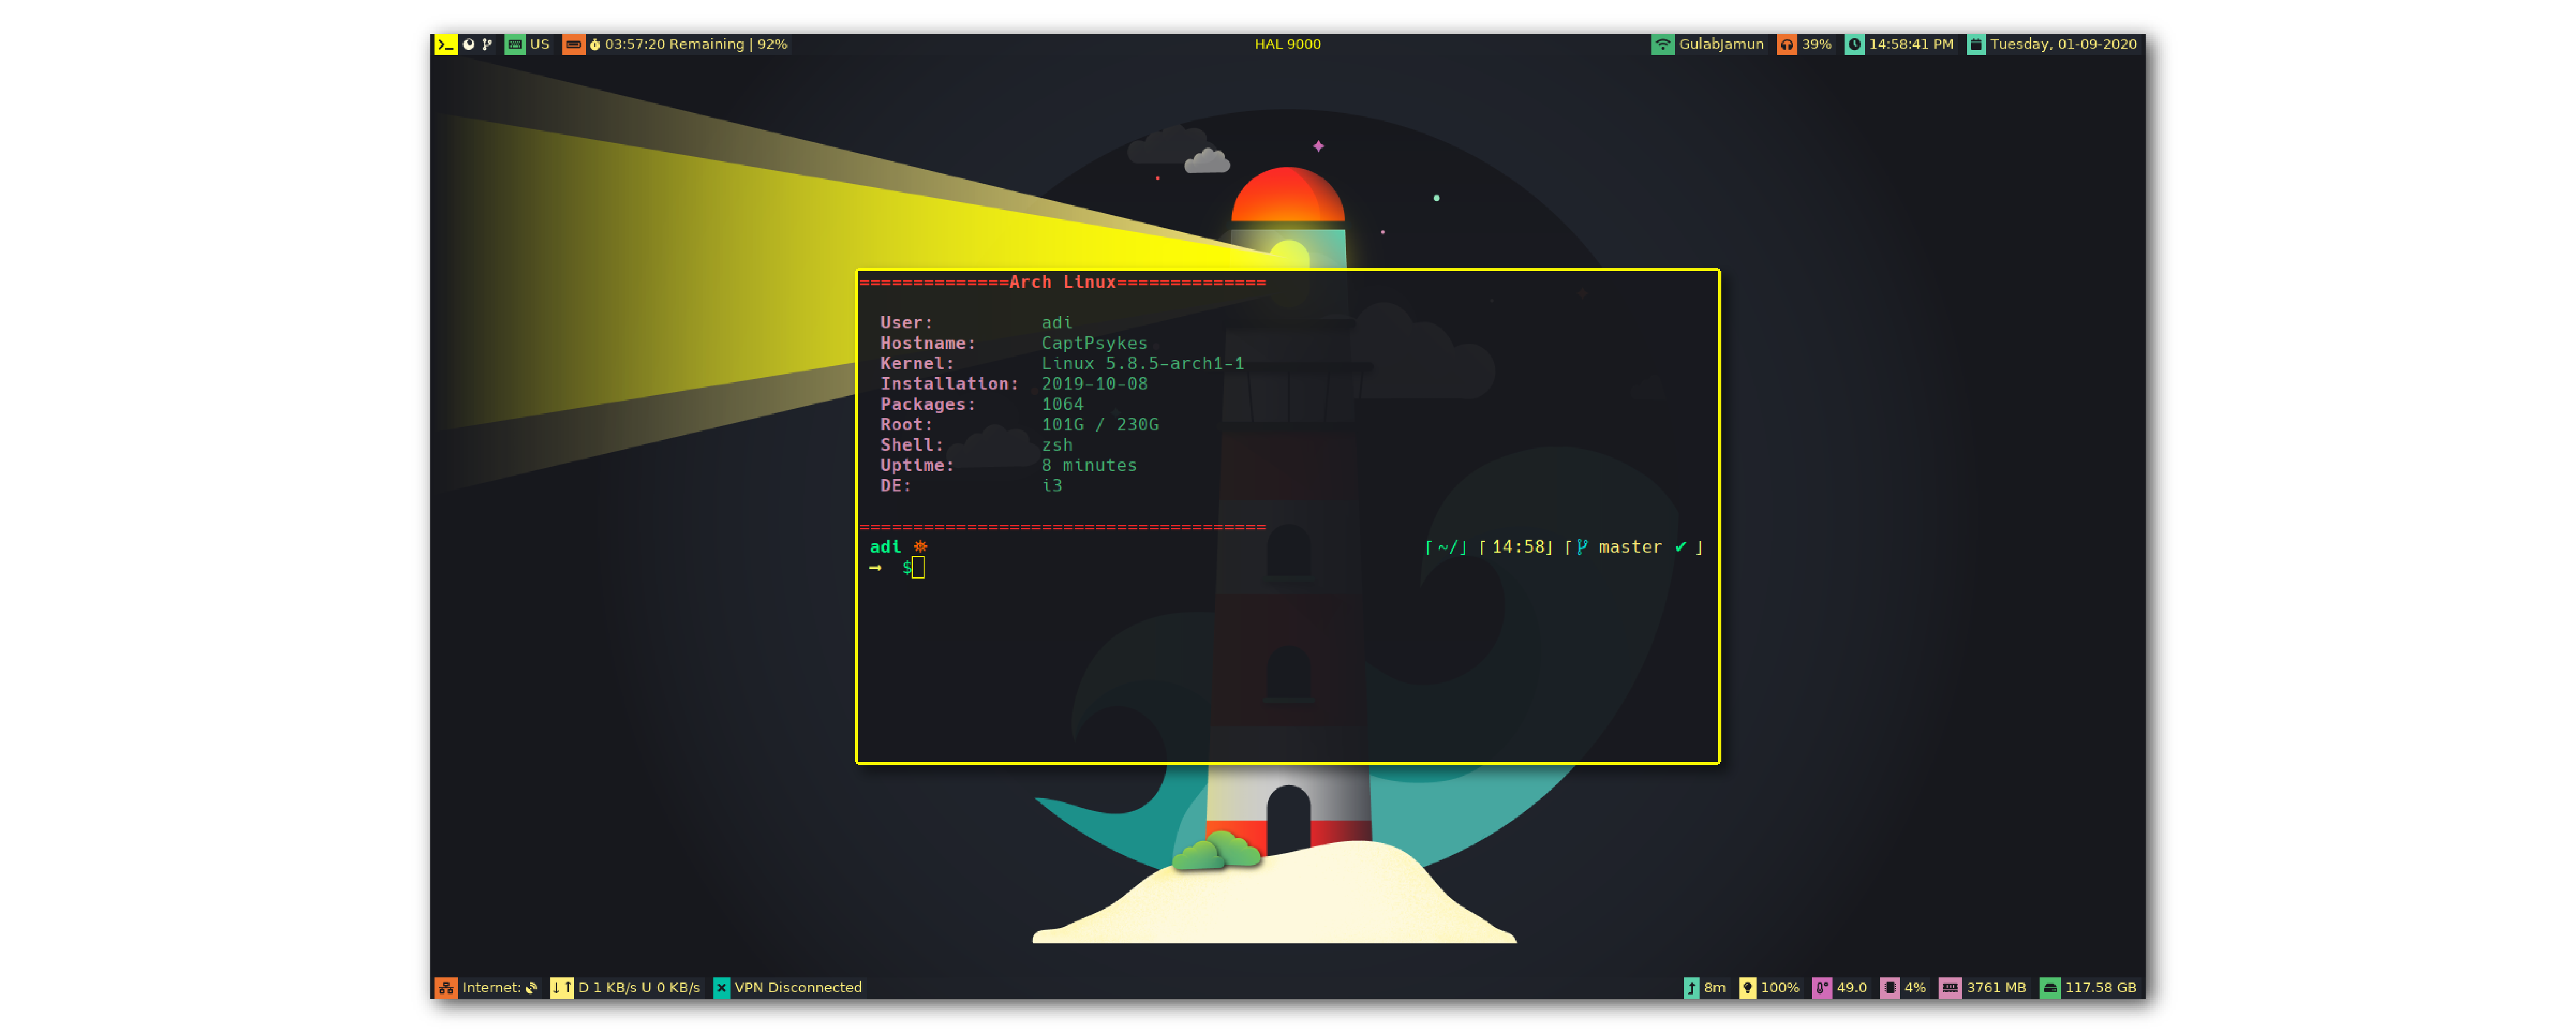 US 03:57:20 Remaining | 92% HAL 9000 GulabJamun 39% 14:58:41 PM Tuesday, 01-09-2020
==============Arch Linux==============
User: adi
Hostname: CaptPsykes
Kernel: Linux 5.8.5-arch1-1
Installation: 2019-10-08
Packages: 1064
Root: 101G / 230G
Shell: zsh
Uptime: 8 minutes
DE: i3
======================================
adi ⌈~/⌋ ⌈14:58⌋ ⌈ master ✔ ⌋
→ $
Internet: ↓↑ D 1 KB/s U 0 KB/s VPN Disconnected 8m 100% 49.0 4% 3761 MB 117.58 GB